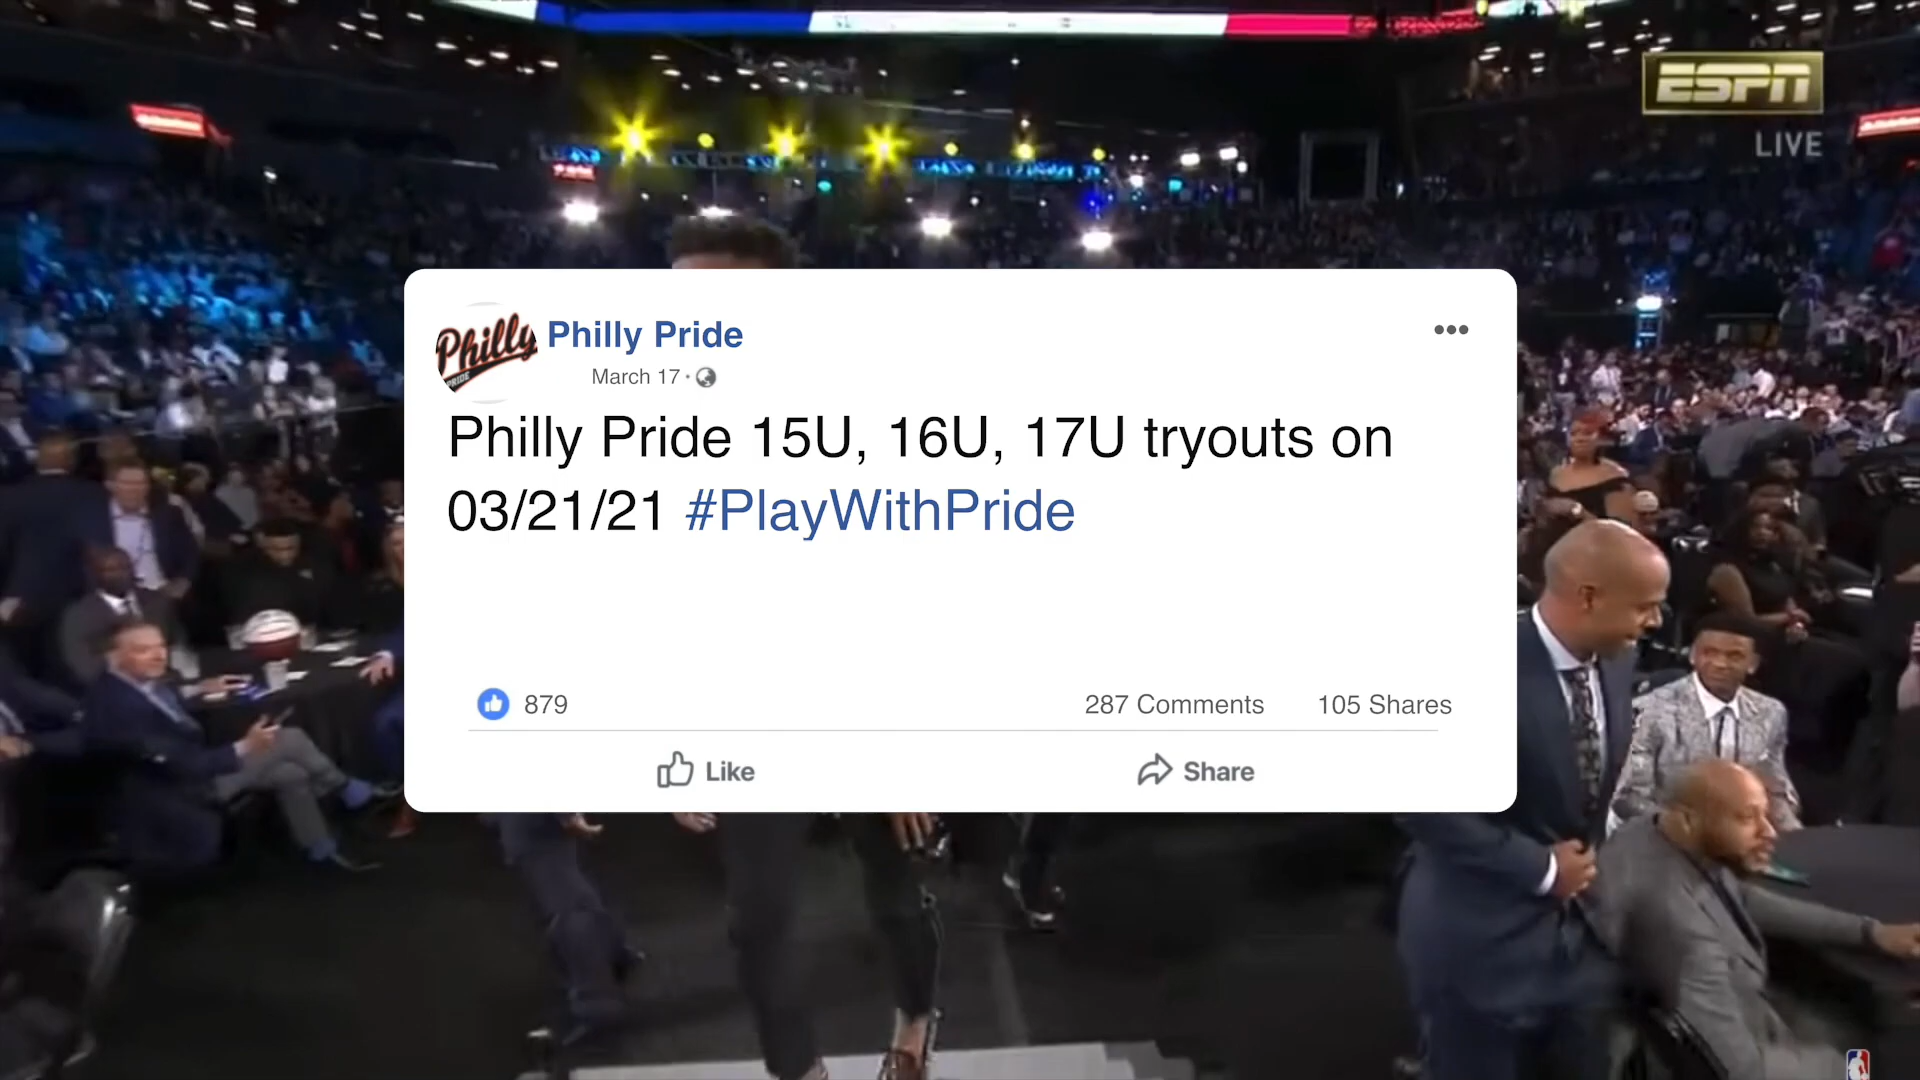 ESPN
LIVE
Philly
PRIDE
Philly Pride
March 17
Philly Pride 15U, 16U, 17U tryouts on
03/21/21 #PlayWithPride
879
287 Comments
105 Shares
Like
Share